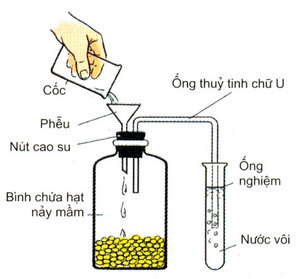 Cốc
Phễu
Nút cao su
Bình chứa hạt
nảy mầm
Ống thuỷ tinh chữ U
Ống
nghiệm
Nước vôi